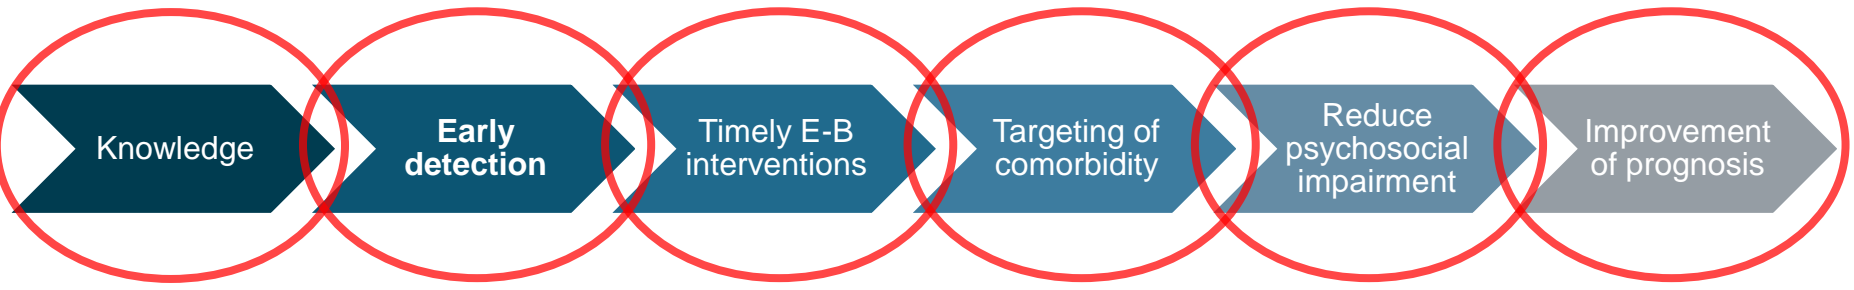 Knowledge
Early
detection
Timely E-B
interventions
Targeting of
comorbidity
Reduce
psychosocial
impairment
Improvement
of prognosis